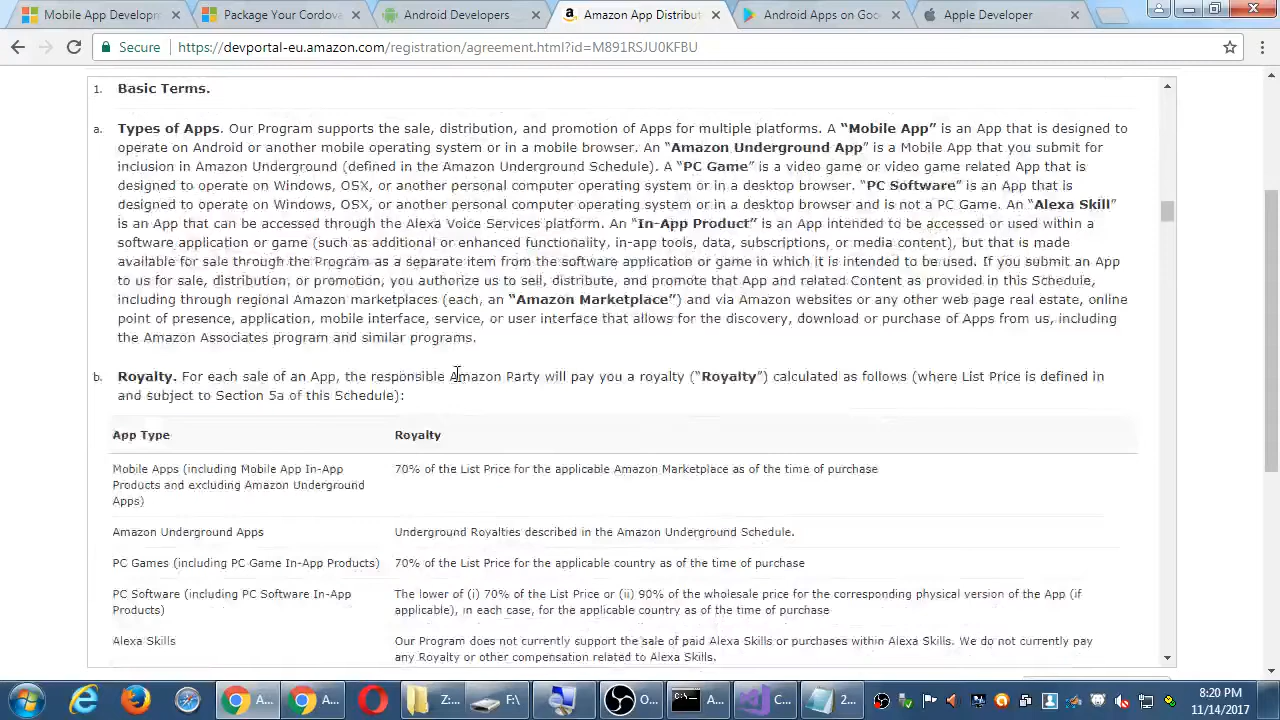 Mobile App Developm
Package Your Cordova
Android Developers
Amazon App Distribut
Android Apps on Goo
Apple Developer
Secure
https://devportal-eu.amazon.com/registration/agreement.html?id=M891RSJU0KFBU
1. Basic Terms.
a. Types of Apps. Our Program supports the sale, distribution, and promotion of Apps for multiple platforms. A “Mobile App” is an App that is designed to
operate on Android or another mobile operating system or in a mobile browser. An “Amazon Underground App” is a Mobile App that you submit for
inclusion in Amazon Underground (defined in the Amazon Underground Schedule). A “PC Game” is a video game or video game related App that is
designed to operate on Windows, OSX, or another personal computer operating system or in a desktop browser. “PC Software” is an App that is
designed to operate on Windows, OSX, or another personal computer operating system or in a desktop browser and is not a PC Game. An “Alexa Skill”
is an App that can be accessed through the Alexa Voice Services platform. An “In-App Product” is an App intended to be accessed or used within a
software application or game (such as additional or enhanced functionality, in-app tools, data, subscriptions, or media content), but that is made
available for sale through the Program as a separate item from the software application or game in which it is intended to be used. If you submit an App
to us for sale, distribution, or promotion, you authorize us to sell, distribute, and promote that App and related Content as provided in this Schedule,
including through regional Amazon marketplaces (each, an “Amazon Marketplace”) and via Amazon websites or any other web page real estate, online
point of presence, application, mobile interface, service, or user interface that allows for the discovery, download or purchase of Apps from us, including
the Amazon Associates program and similar programs.
b. Royalty. For each sale of an App, the responsible Amazon Party will pay you a royalty (“Royalty”) calculated as follows (where List Price is defined in
and subject to Section 5a of this Schedule):
App Type Royalty
Mobile Apps (including Mobile App In-App 70% of the List Price for the applicable Amazon Marketplace as of the time of purchase
Products and excluding Amazon Underground
Apps)
Amazon Underground Apps Underground Royalties described in the Amazon Underground Schedule.
PC Games (including PC Game In-App Products) 70% of the List Price for the applicable country as of the time of purchase
PC Software (including PC Software In-App The lower of (i) 70% of the List Price or (ii) 90% of the wholesale price for the corresponding physical version of the App (if
Products) applicable), in each case, for the applicable country as of the time of purchase
Alexa Skills Our Program does not currently support the sale of paid Alexa Skills or purchases within Alexa Skills. We do not currently pay
any Royalty or other compensation related to Alexa Skills.
A...
A...
Z:...
F:\
O...
A...
C...
2...
8:20 PM
11/14/2017